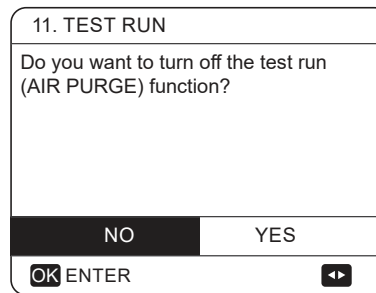 11. TEST RUN
Do you want to turn off the test run
(AIR PURGE) function?
NO YES
OK ENTER